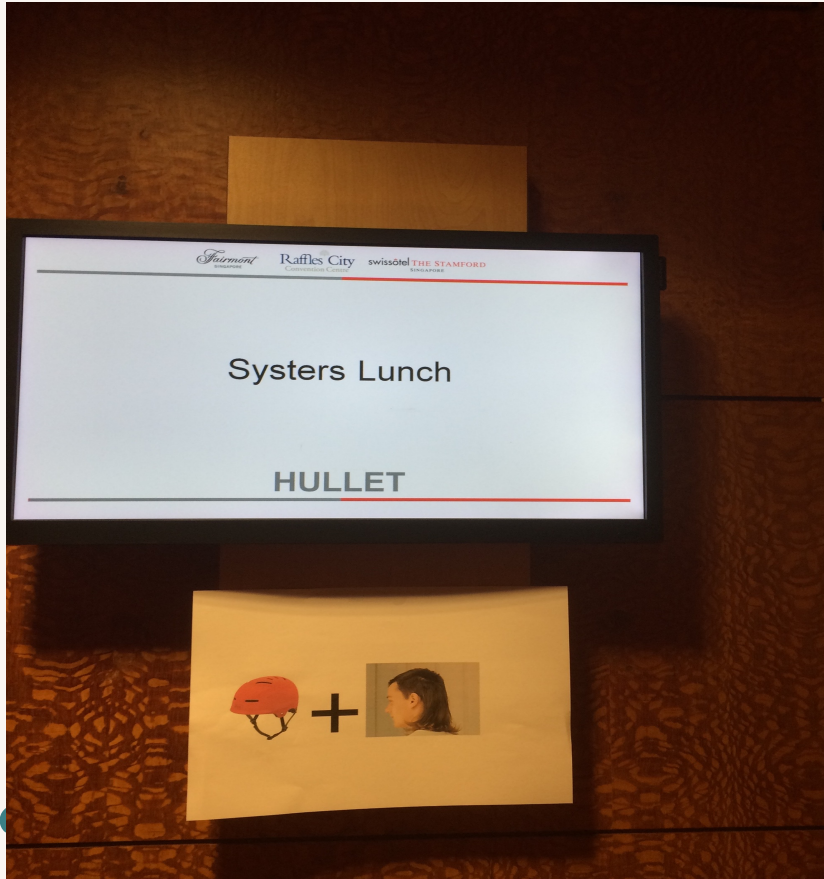 Fairmont Raffles City swissôtel THE STAMFORD
SINGAPORE Convention Centre SINGAPORE
Systers Lunch
HULLET